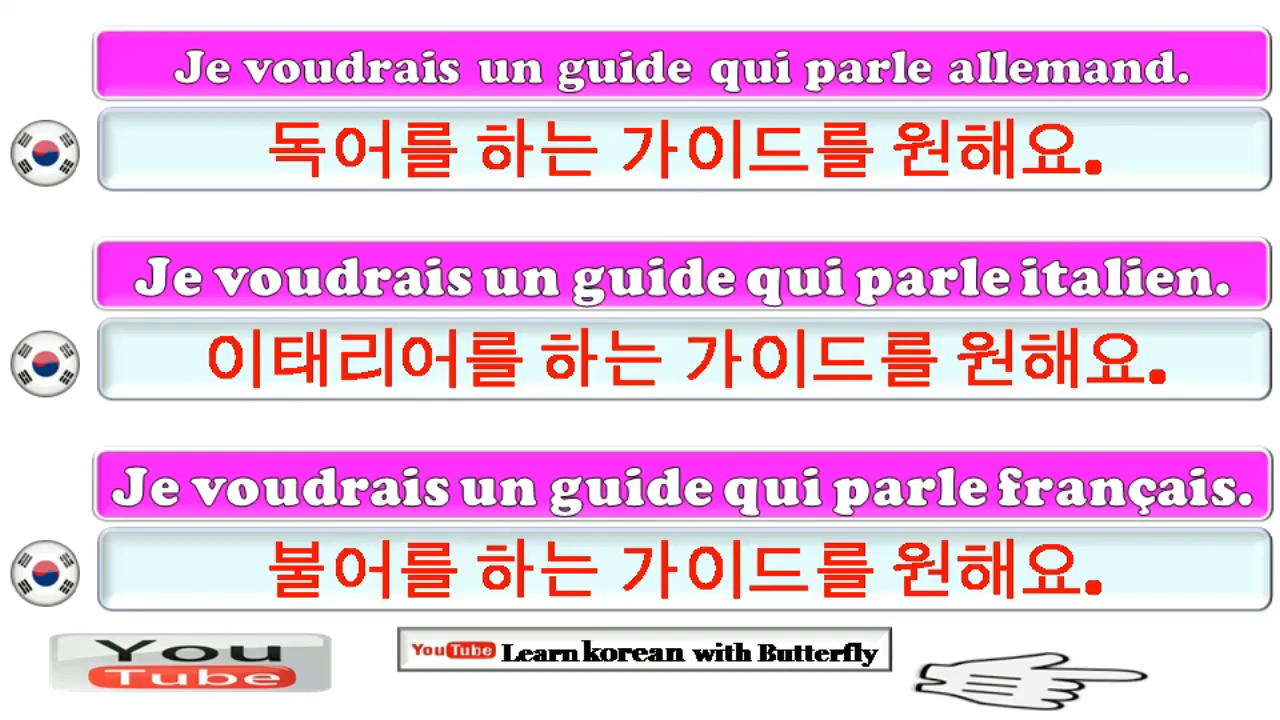 Je voudrais un guide qui parle allemand.
독어를 하는 가이드를 원해요.
Je voudrais un guide qui parle italien.
이태리어를 하는 가이드를 원해요.
Je voudrais un guide qui parle français.
불어를 하는 가이드를 원해요.
You
Tube
YouTube Learn korean with Butterfly